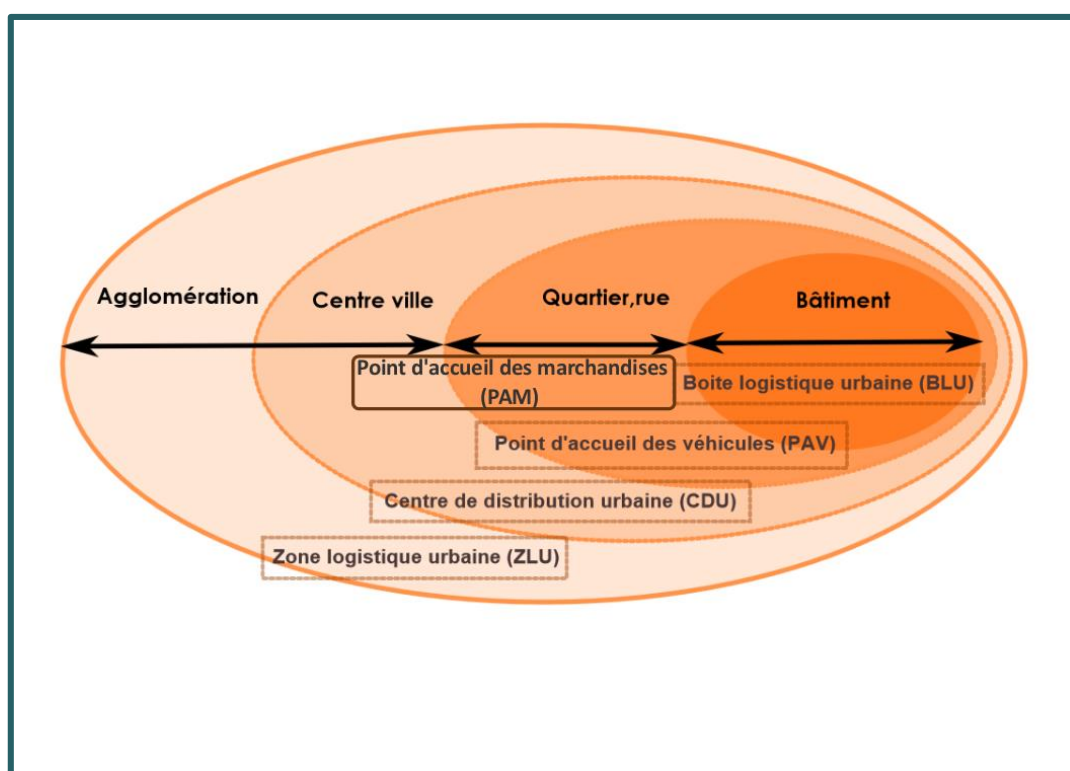 Agglomération
Centre ville
Quartier,rue
Bâtiment
Point d'accueil des marchandises
(PAM)
Boite logistique urbaine (BLU)
Point d'accueil des véhicules (PAV)
Centre de distribution urbaine (CDU)
Zone logistique urbaine (ZLU)